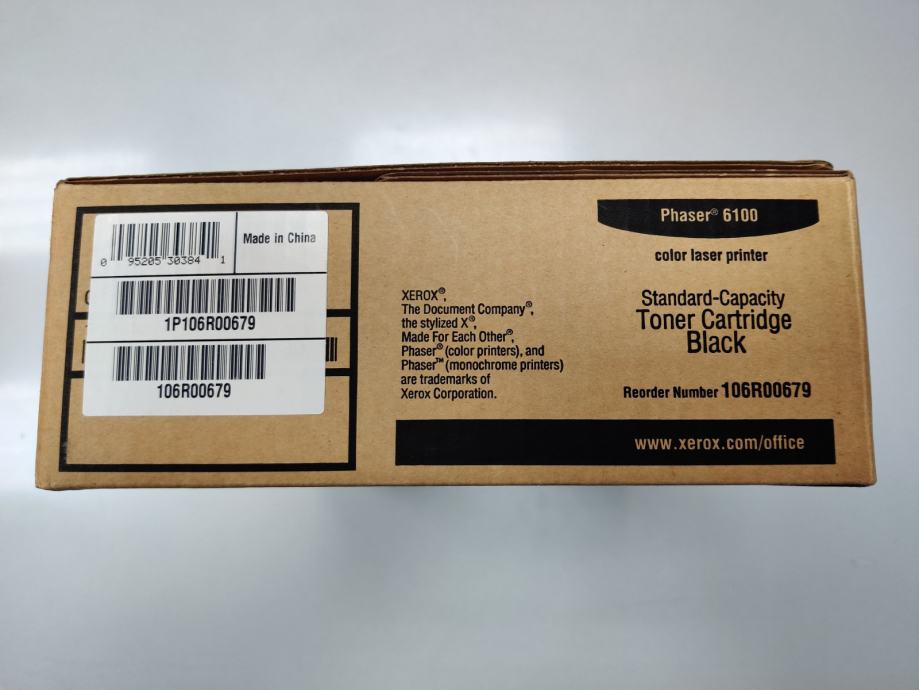 0 95205 30384 1
Made in China
1P106R00679
106R00679
XEROX®,
The Document Company®,
the stylized X®,
Made For Each Other®,
Phaser® (color printers), and
Phaser™ (monochrome printers)
are trademarks of
Xerox Corporation.
Phaser® 6100
color laser printer
Standard-Capacity
Toner Cartridge
Black
Reorder Number 106R00679
www.xerox.com/office